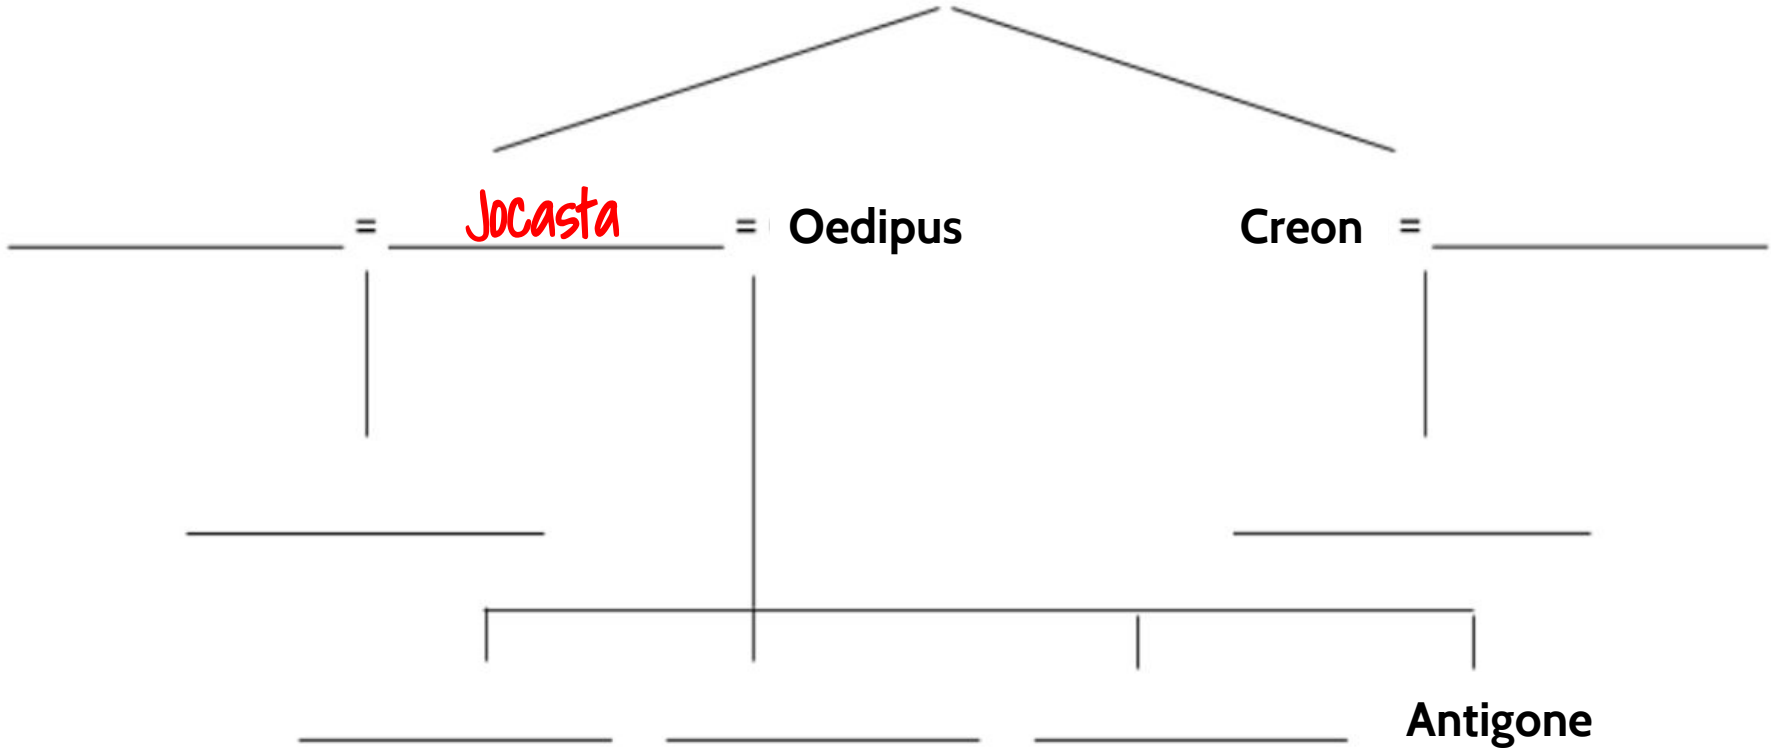 = Jocasta = Oedipus Creon =
Antigone